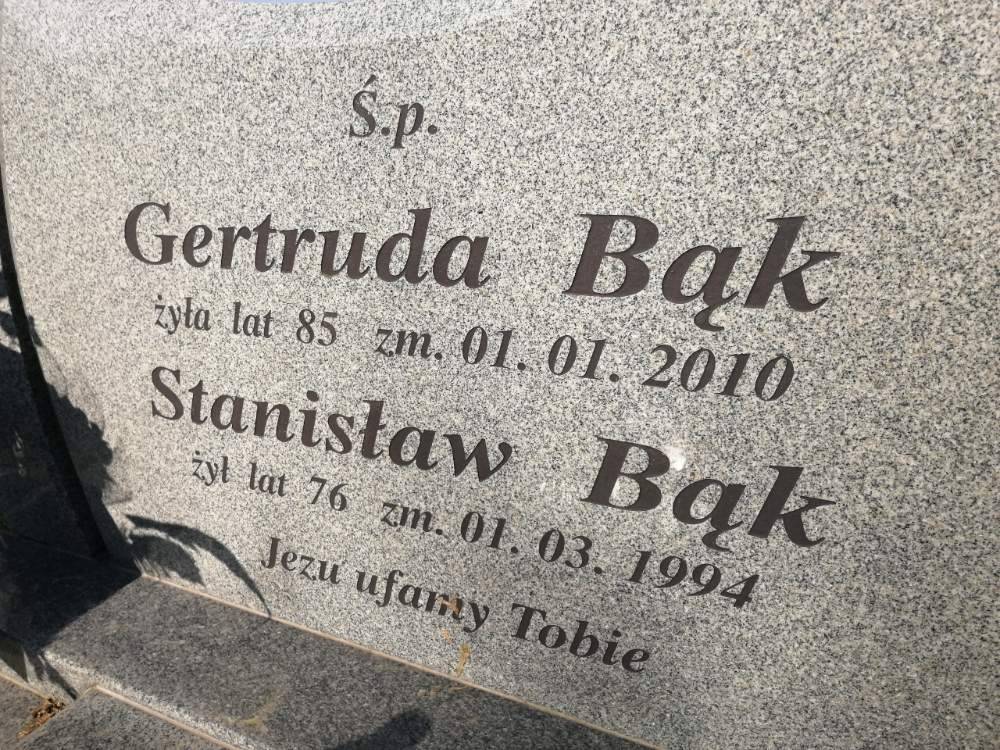 Ś.p.
Gertruda Bąk
żyła lat 85 zm. 01. 01. 2010
Stanisław Bąk
żył lat 76 zm. 01. 03. 1994
Jezu ufamy Tobie